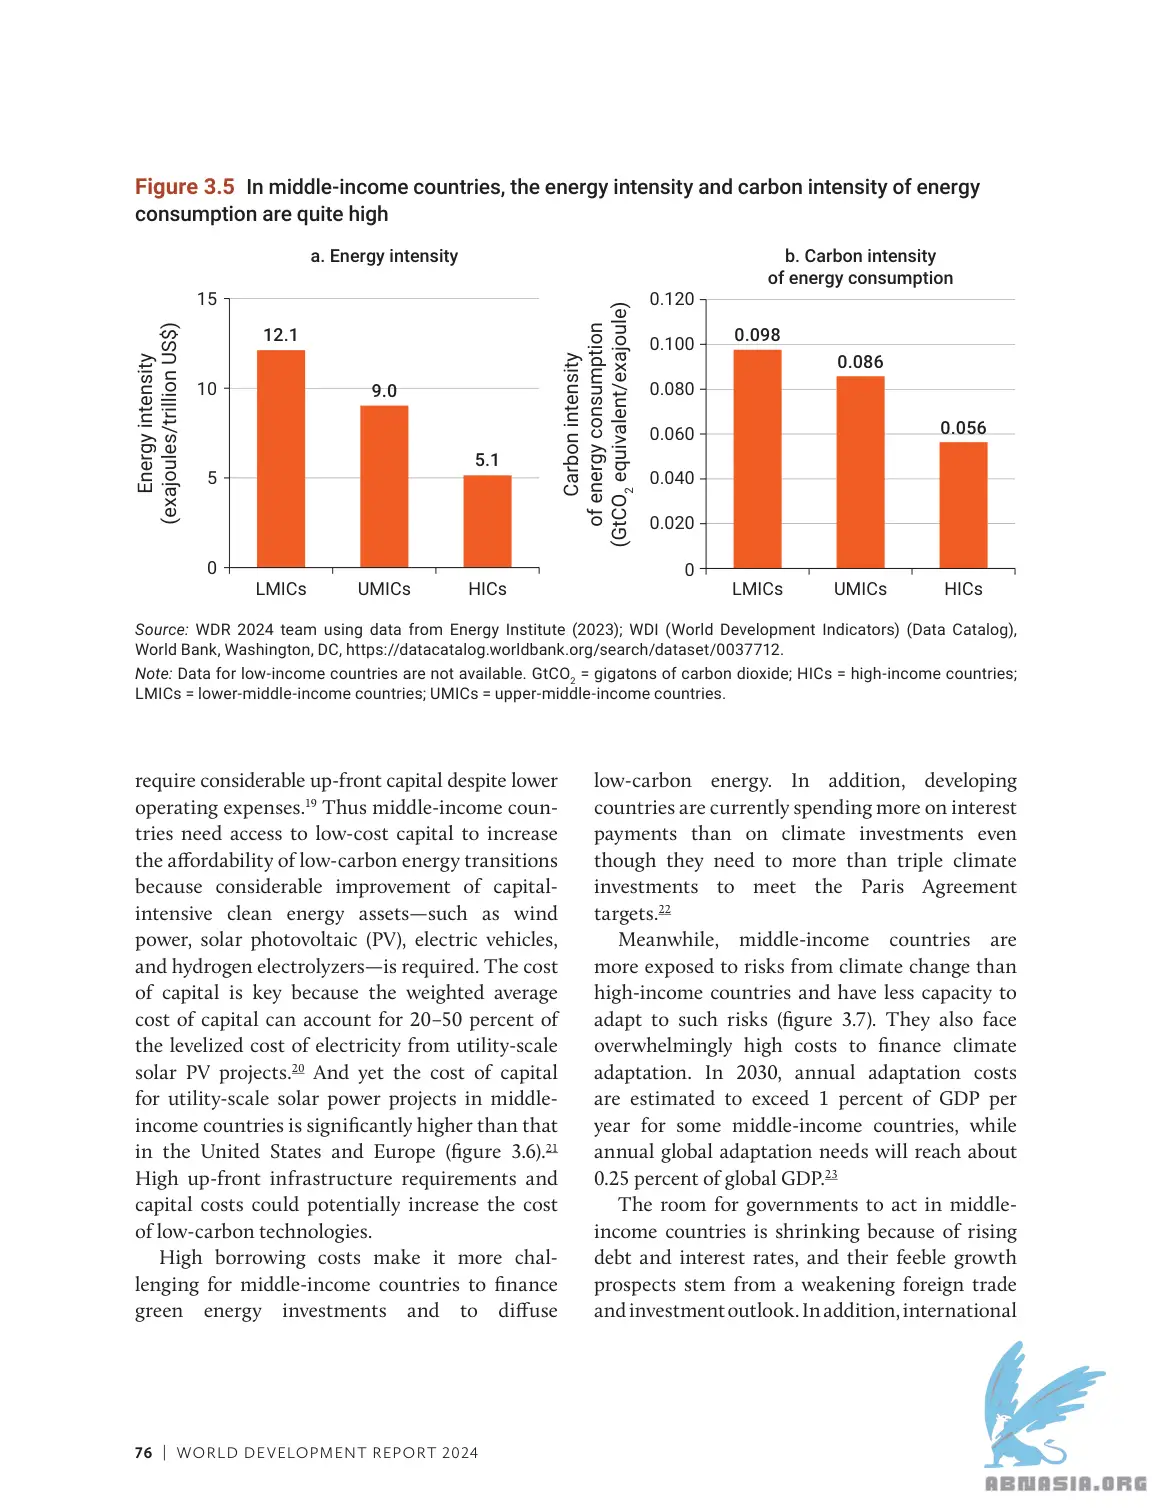 Figure 3.5 In middle-income countries, the energy intensity and carbon intensity of energy
consumption are quite high
a. Energy intensity
Energy intensity
(exajoules/trillion US$)
15
10
5
0
12.1
9.0
5.1
LMICs
UMICs
HICs
b. Carbon intensity
of energy consumption
Carbon intensity
of energy consumption
(GtCO2 equivalent/exajoule)
0.120
0.100
0.080
0.060
0.040
0.020
0
0.098
0.086
0.056
LMICs
UMICs
HICs
Source: WDR 2024 team using data from Energy Institute (2023); WDI (World Development Indicators) (Data Catalog),
World Bank, Washington, DC, https://datacatalog.worldbank.org/search/dataset/0037712.
Note: Data for low-income countries are not available. GtCO2 = gigatons of carbon dioxide; HICs = high-income countries;
LMICs = lower-middle-income countries; UMICs = upper-middle-income countries.
require considerable up-front capital despite lower
operating expenses.19 Thus middle-income coun-
tries need access to low-cost capital to increase
the affordability of low-carbon energy transitions
because considerable improvement of capital-
intensive clean energy assets—such as wind
power, solar photovoltaic (PV), electric vehicles,
and hydrogen electrolyzers—is required. The cost
of capital is key because the weighted average
cost of capital can account for 20–50 percent of
the levelized cost of electricity from utility-scale
solar PV projects.20 And yet the cost of capital
for utility-scale solar power projects in middle-
income countries is significantly higher than that
in the United States and Europe (figure 3.6).21
High up-front infrastructure requirements and
capital costs could potentially increase the cost
of low-carbon technologies.
High borrowing costs make it more chal-
lenging for middle-income countries to finance
green energy investments and to diffuse
low-carbon energy. In addition, developing
countries are currently spending more on interest
payments than on climate investments even
though they need to more than triple climate
investments to meet the Paris Agreement
targets.22
Meanwhile, middle-income countries are
more exposed to risks from climate change than
high-income countries and have less capacity to
adapt to such risks (figure 3.7). They also face
overwhelmingly high costs to finance climate
adaptation. In 2030, annual adaptation costs
are estimated to exceed 1 percent of GDP per
year for some middle-income countries, while
annual global adaptation needs will reach about
0.25 percent of global GDP.23
The room for governments to act in middle-
income countries is shrinking because of rising
debt and interest rates, and their feeble growth
prospects stem from a weakening foreign trade
and investment outlook. In addition, international
76 | WORLD DEVELOPMENT REPORT 2024
ABNASIA.ORG